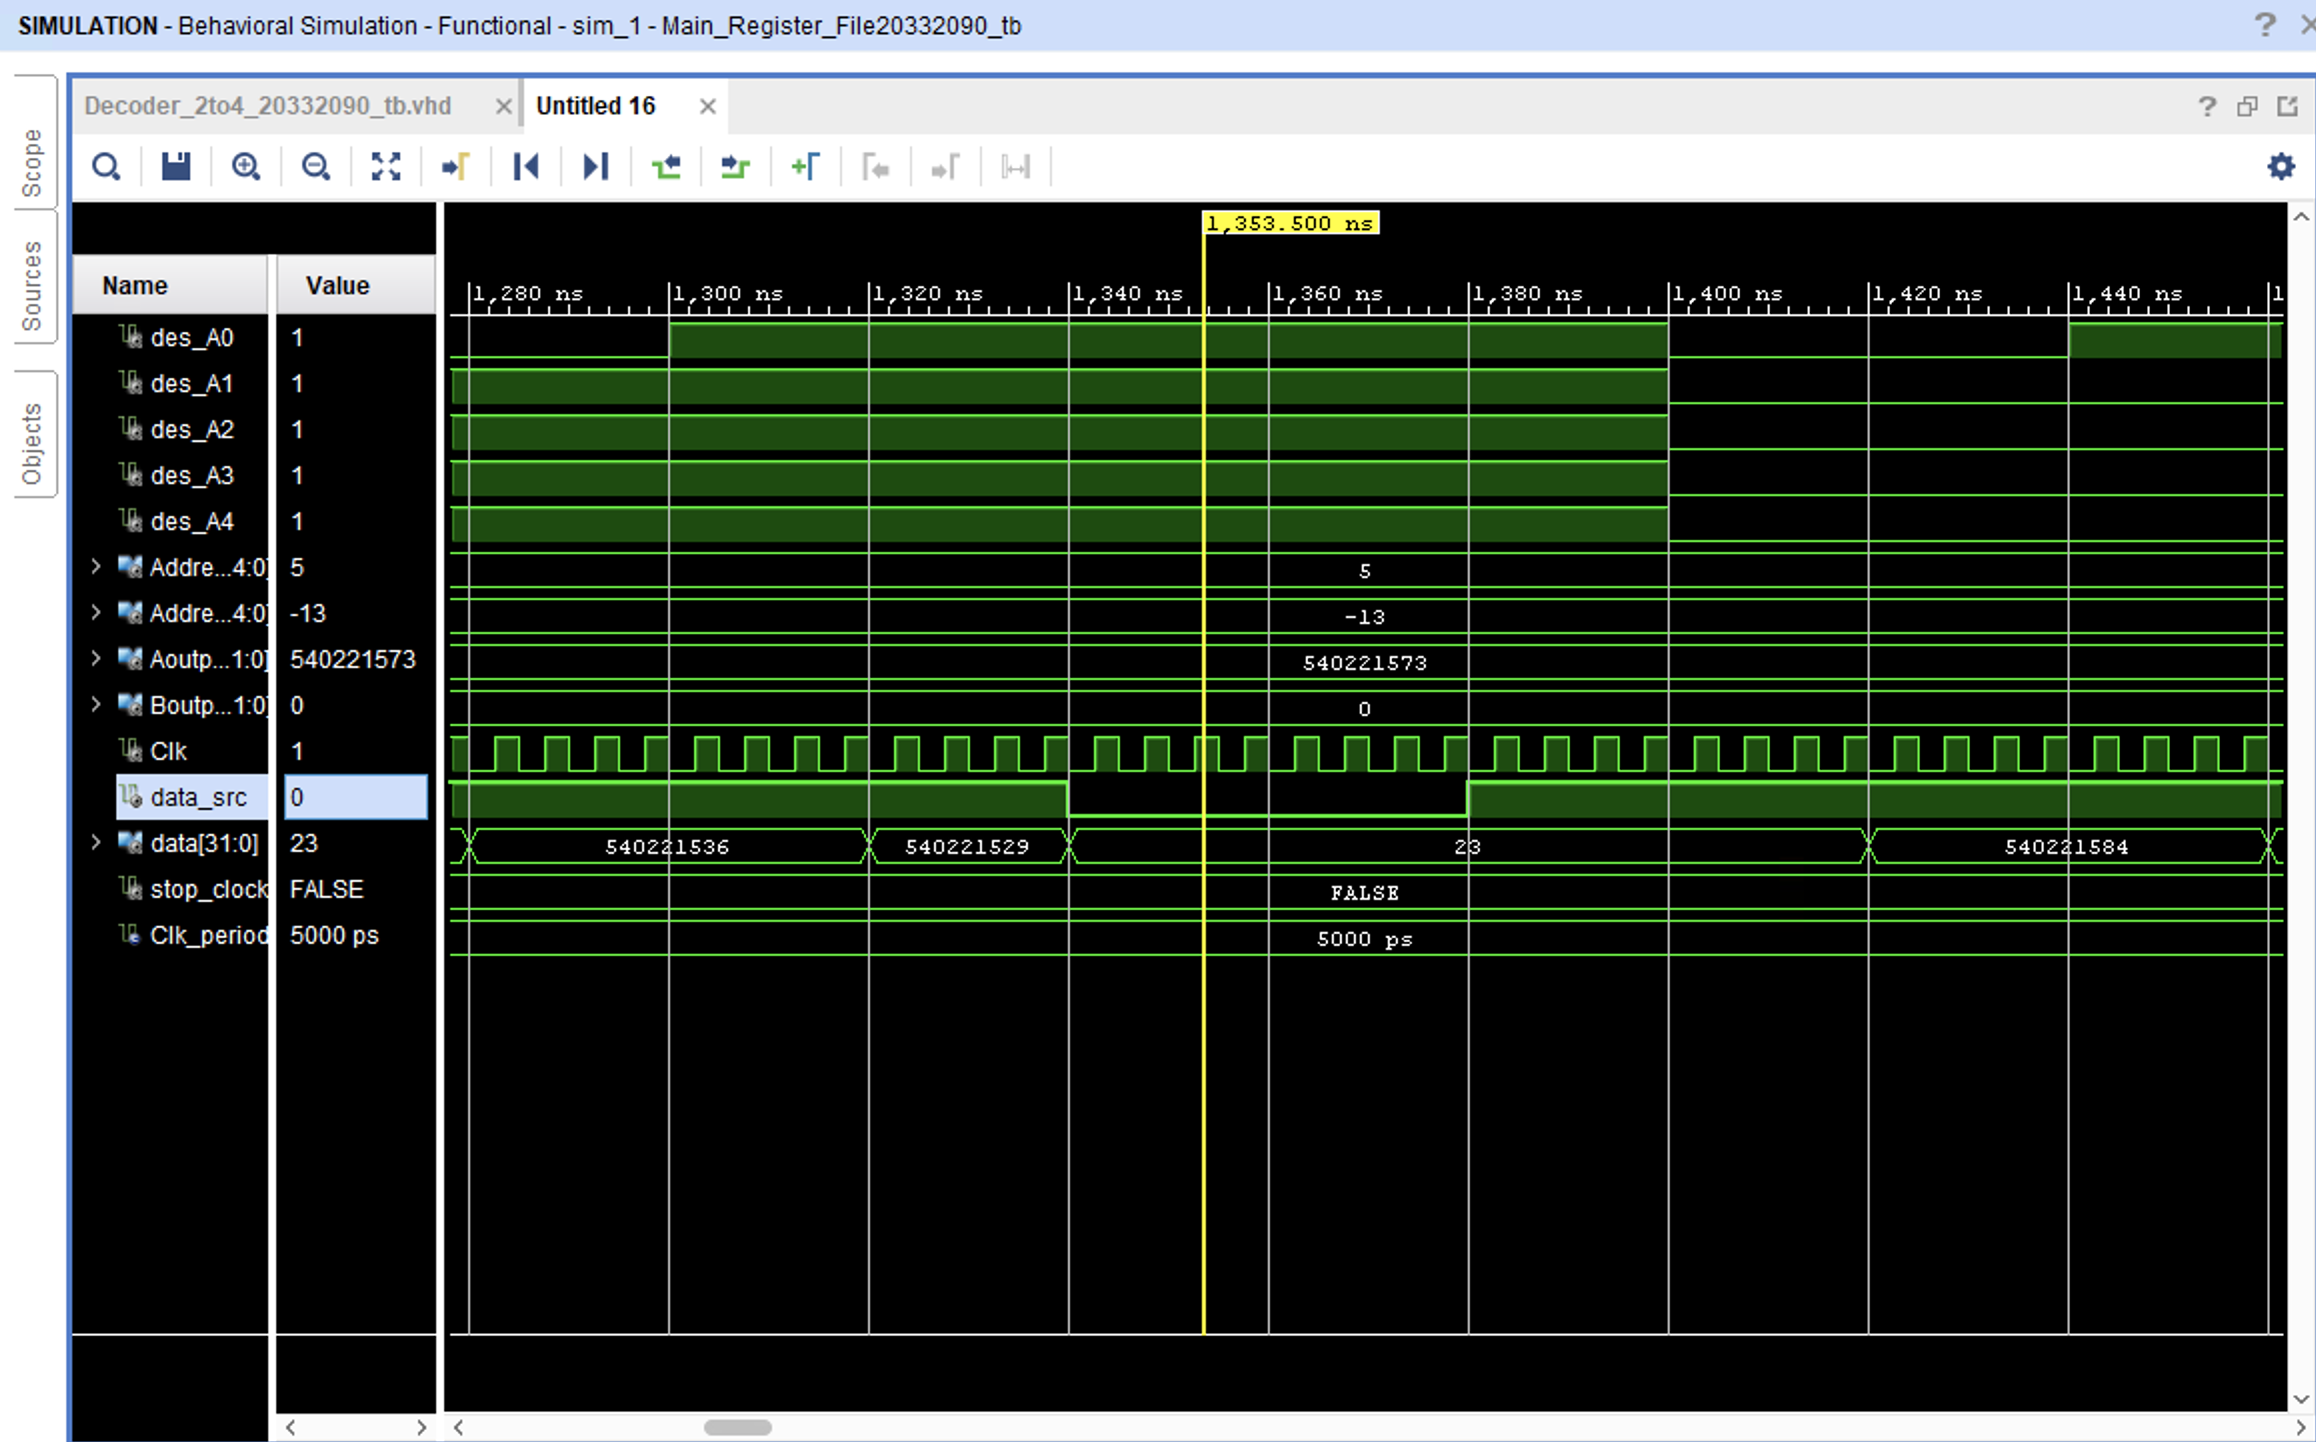 SIMULATION - Behavioral Simulation - Functional - sim_1 - Main_Register_File20332090_tb
Scope
Sources
Objects
Decoder_2to4_20332090_tb.vhd
Untitled 16
1,353.500 ns
Name Value
1,280 ns 1,300 ns 1,320 ns 1,340 ns 1,360 ns 1,380 ns 1,400 ns 1,420 ns 1,440 ns 1
des_A0 1
des_A1 1
des_A2 1
des_A3 1
des_A4 1
Addre...4:0] 5 5
Addre...4:0] -13 -13
Aoutp...1:0] 540221573 540221573
Boutp...1:0] 0 0
Clk 1
data_src 0
data[31:0] 23 540221536 540221529 23 540221584
stop_clock FALSE FALSE
Clk_period 5000 ps 5000 ps